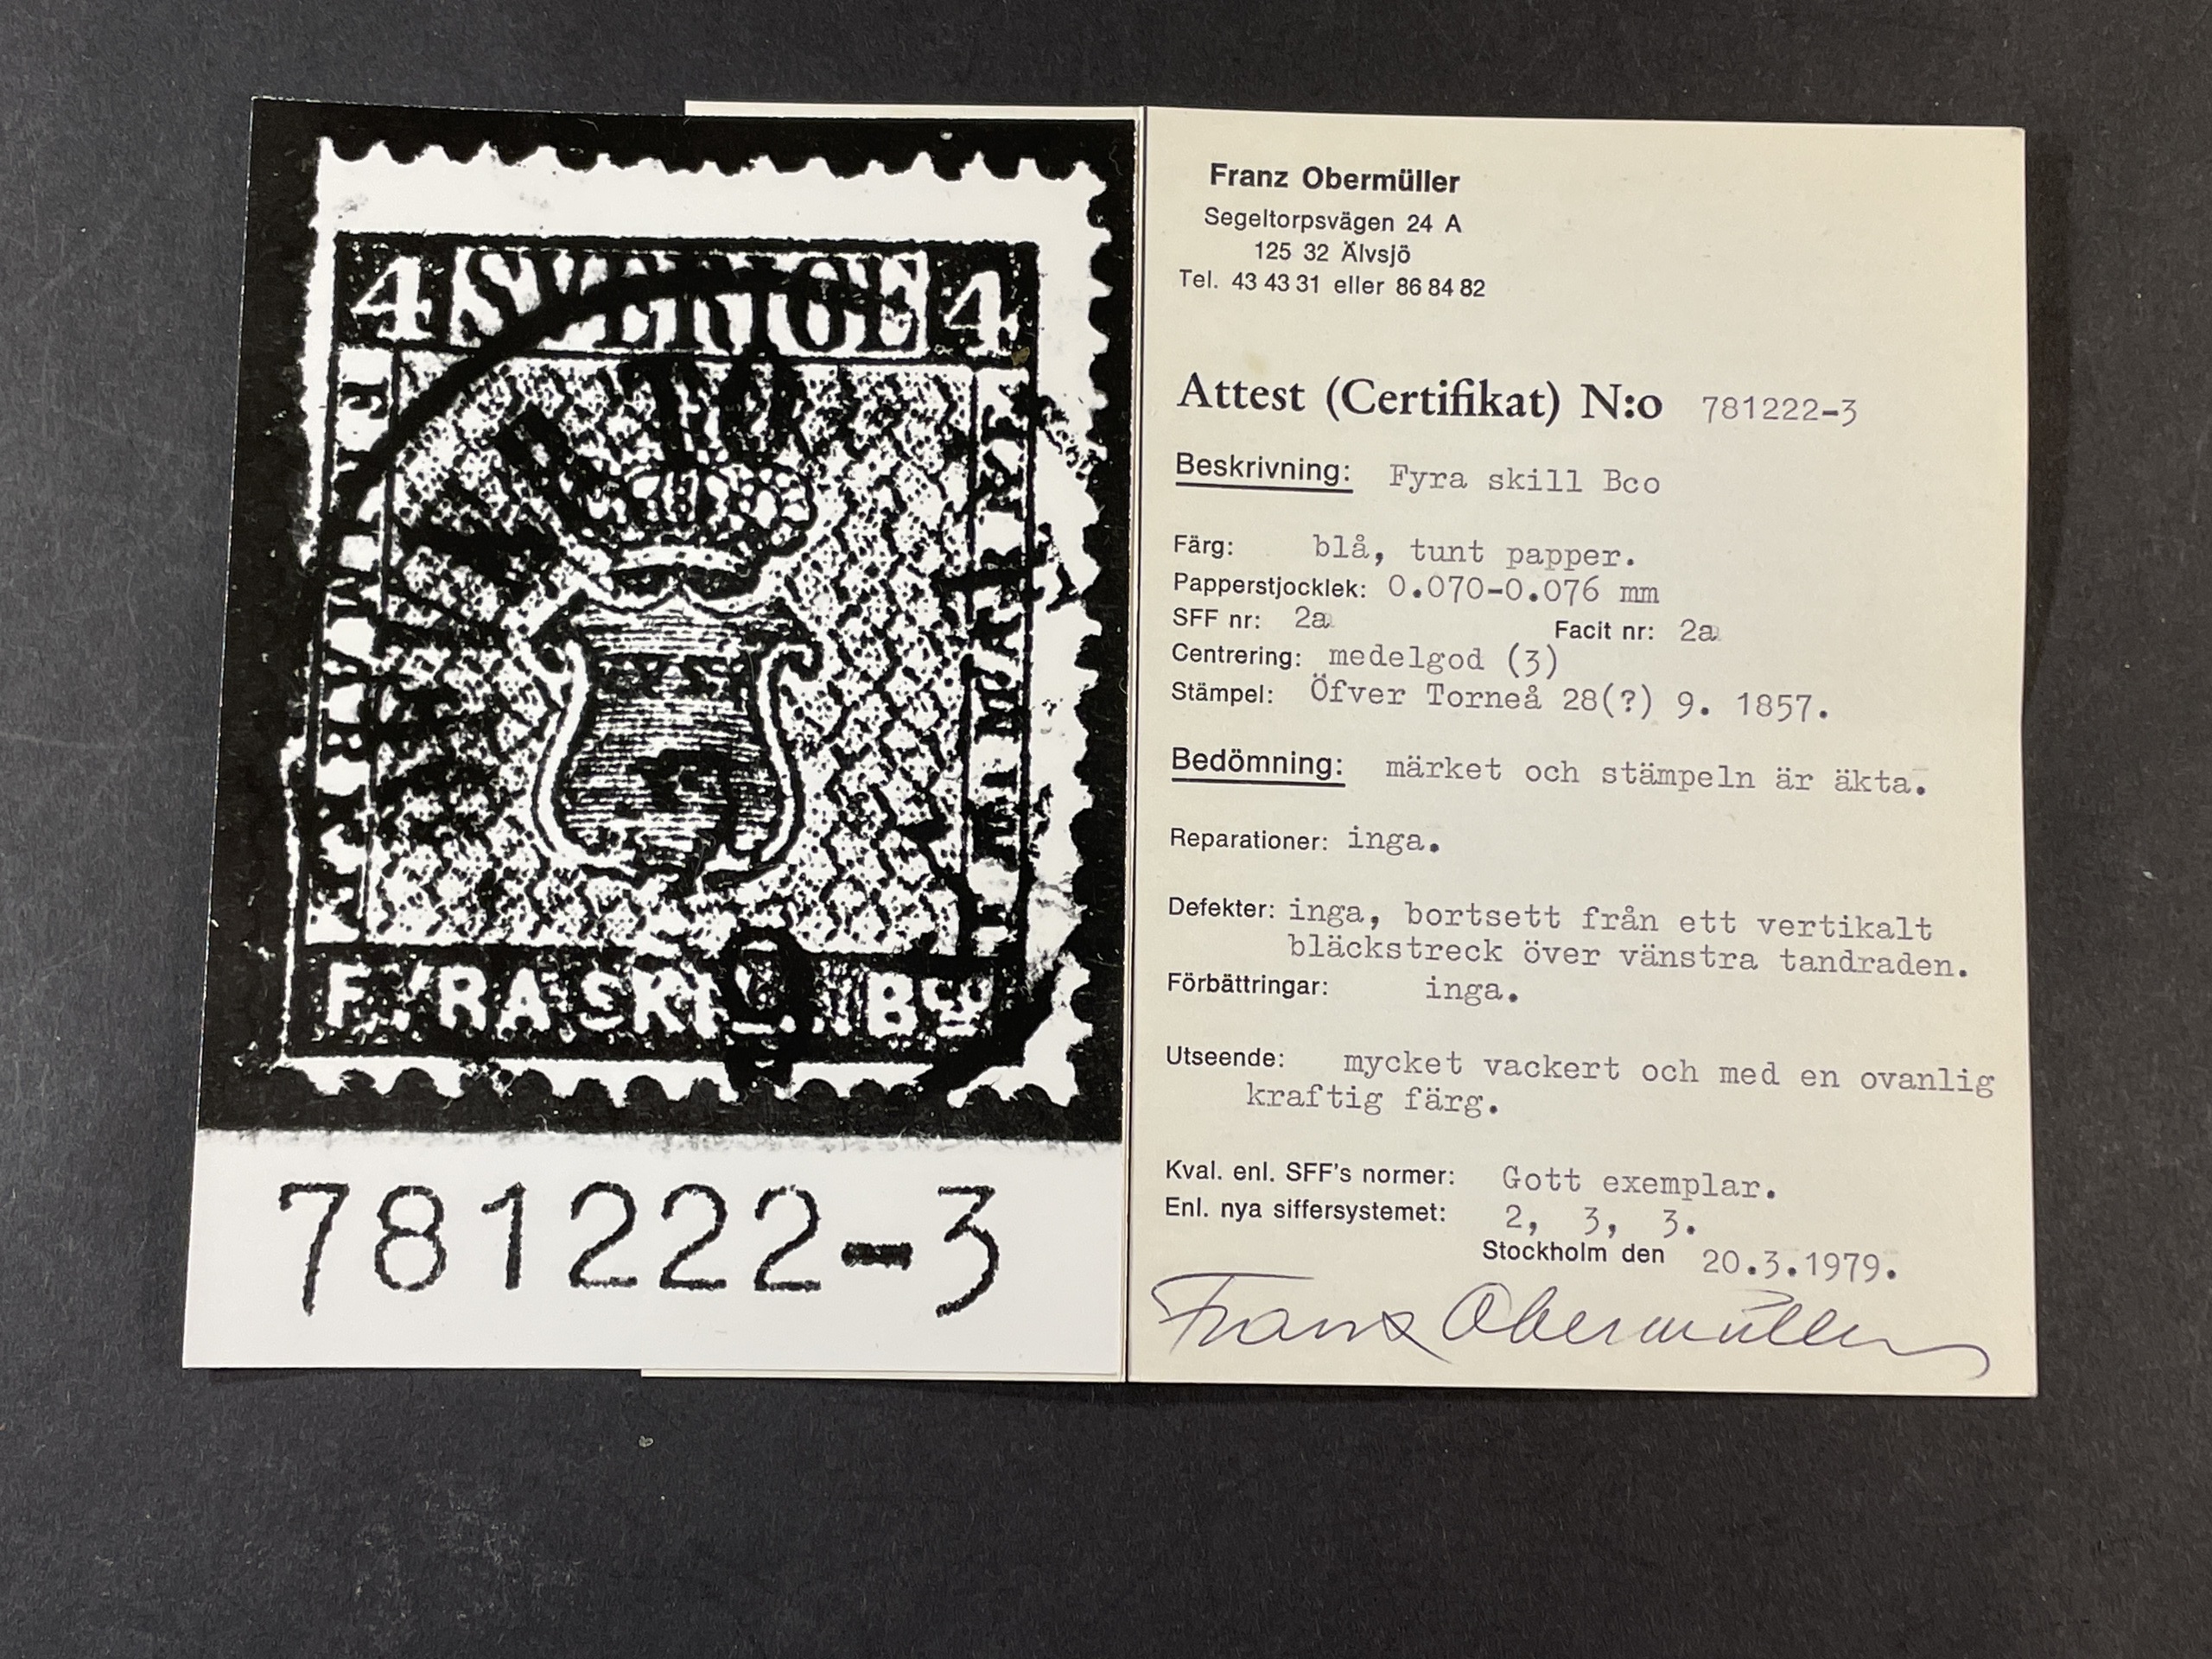 4 SVERIGE 4
FRIMÄRKE
BcO
781222-3
Franz Obermüller
Segeltorpsvägen 24 A
125 32 Älvsjö
Tel. 43 43 31 eller 86 84 82
Attest (Certifikat) N:o 781222-3
Beskrivning: Fyra skill Bco
Färg: blå, tunt papper.
Papperstjocklek: 0.070-0.076 mm
SFF nr: 2a Facit nr: 2a
Centrering: medelgod (3)
Stämpel: Öfver Torneå 28(?) 9. 1857.
Bedömning: märket och stämpeln är äkta.
Reparationer: inga.
Defekter: inga, bortsett från ett vertikalt
bläckstreck över vänstra tandraden.
Förbättringar: inga.
Utseende: mycket vackert och med en ovanlig
kraftig färg.
Kval. enl. SFF's normer: Gott exemplar.
Enl. nya siffersystemet: 2, 3, 3.
Stockholm den 20.3.1979.
Franz Obermüller